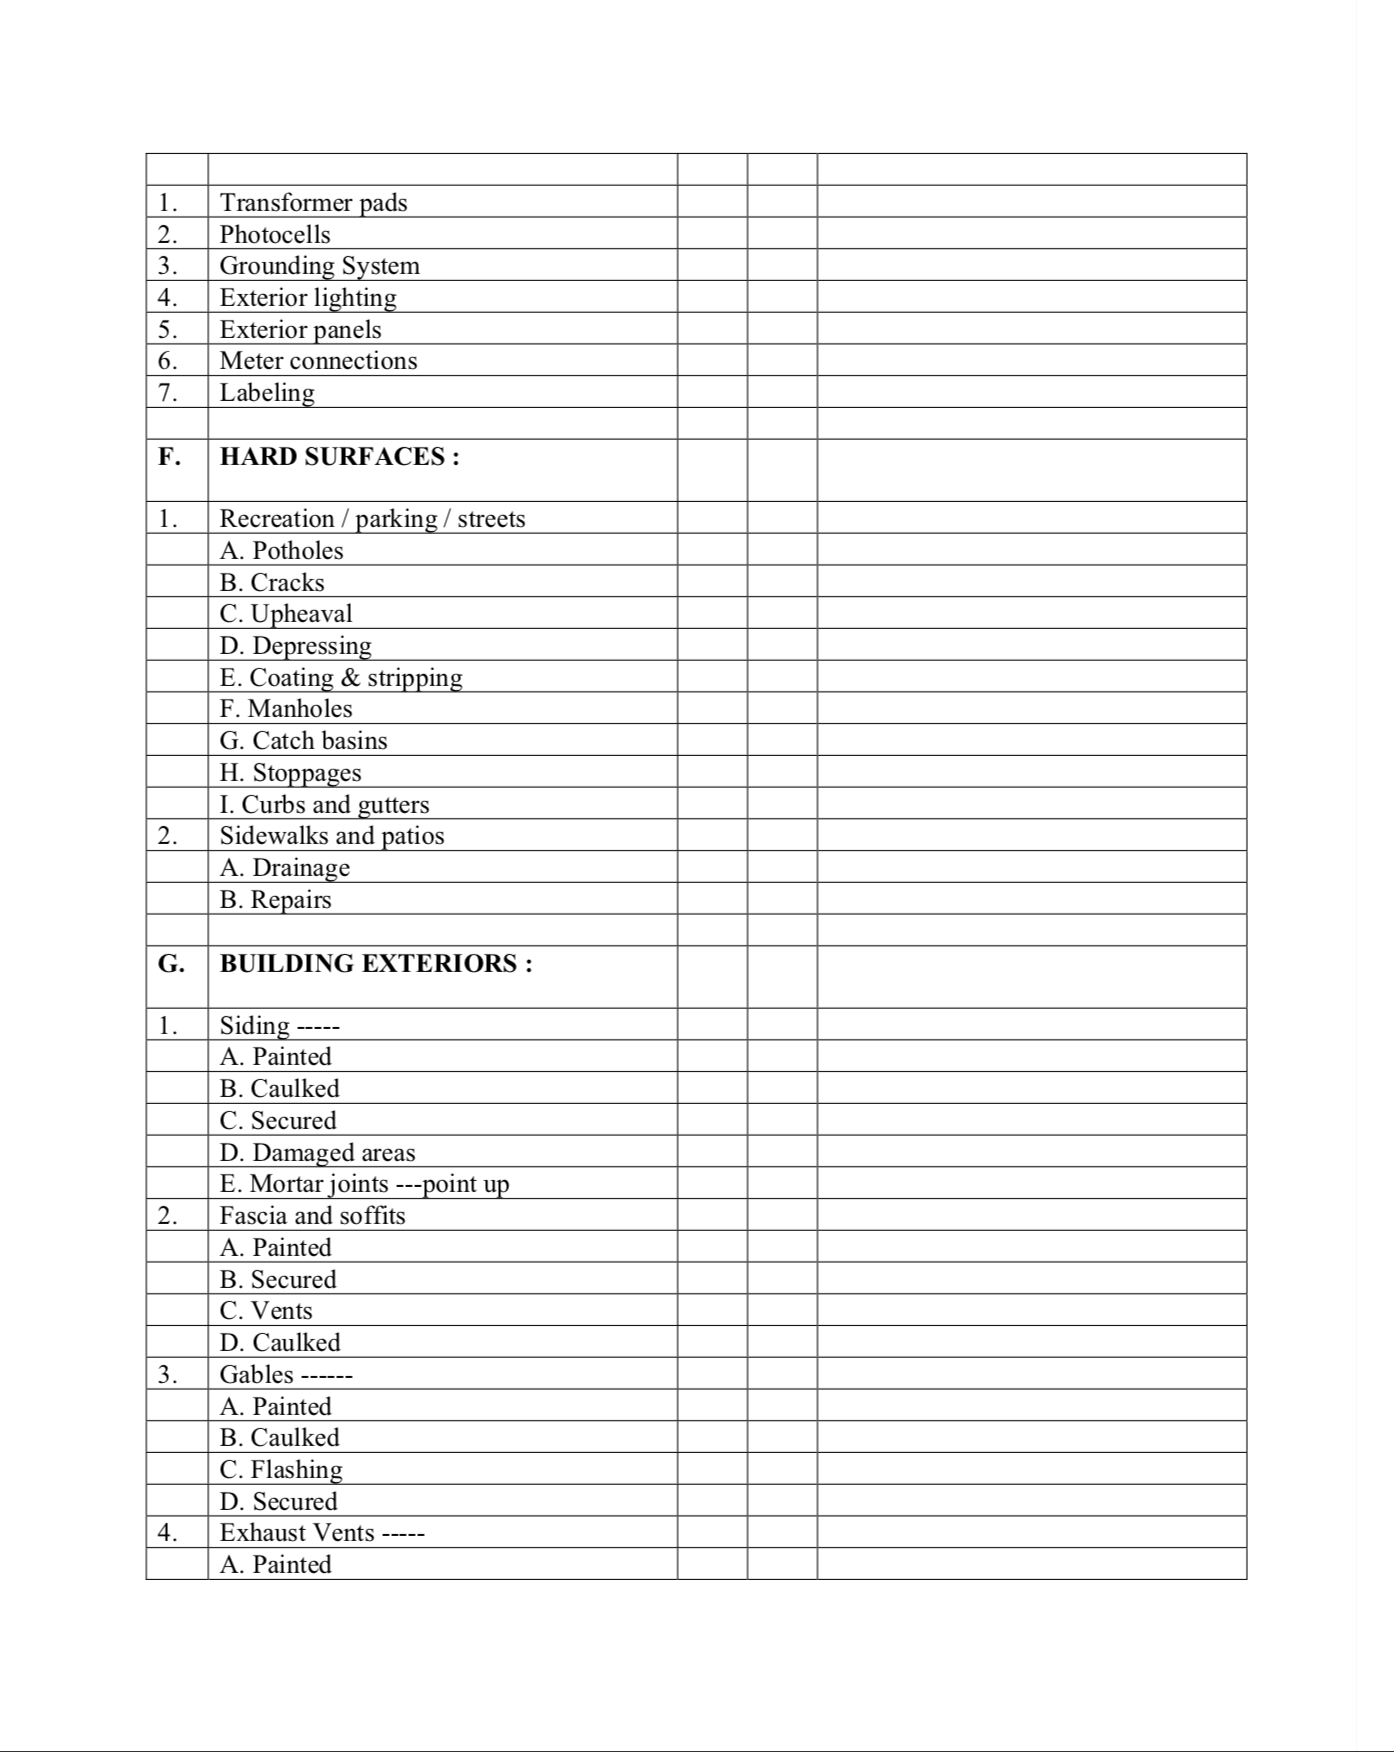 1. Transformer pads
2. Photocells
3. Grounding System
4. Exterior lighting
5. Exterior panels
6. Meter connections
7. Labeling
F. HARD SURFACES :
1. Recreation / parking / streets
A. Potholes
B. Cracks
C. Upheaval
D. Depressing
E. Coating & stripping
F. Manholes
G. Catch basins
H. Stoppages
I. Curbs and gutters
2. Sidewalks and patios
A. Drainage
B. Repairs
G. BUILDING EXTERIORS :
1. Siding -----
A. Painted
B. Caulked
C. Secured
D. Damaged areas
E. Mortar joints ---point up
2. Fascia and soffits
A. Painted
B. Secured
C. Vents
D. Caulked
3. Gables ------
A. Painted
B. Caulked
C. Flashing
D. Secured
4. Exhaust Vents -----
A. Painted